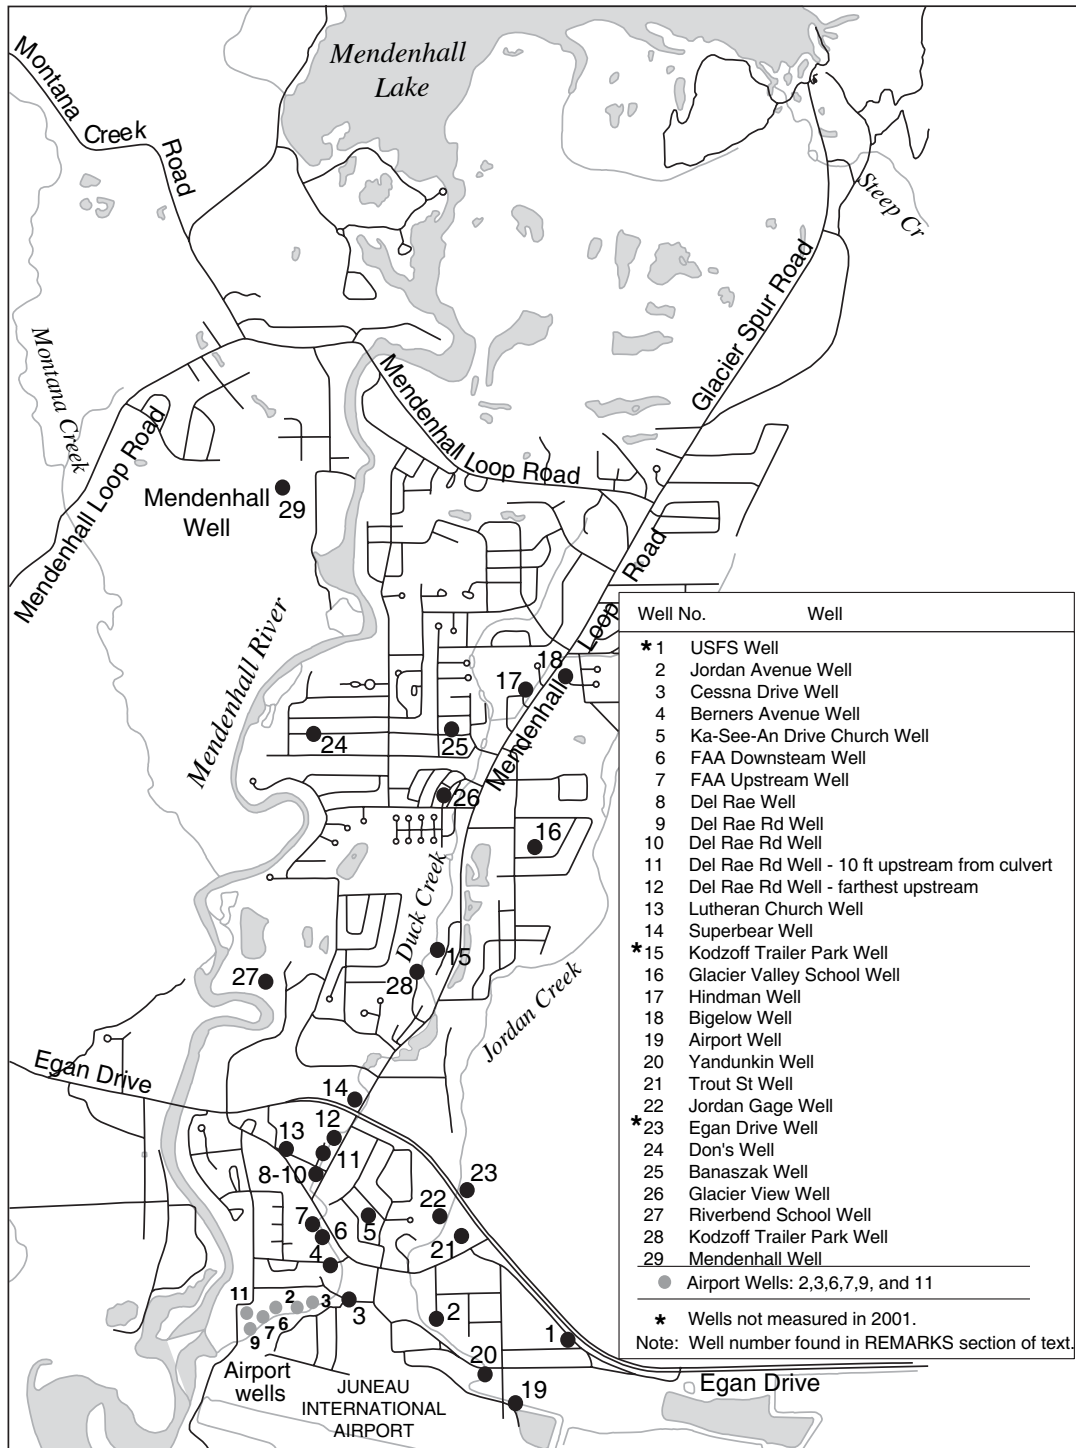 Mendenhall
Lake
Montana
Creek
Road
Steep Cr
Glacier Spur Road
Montana Creek
Mendenhall Loop Road
Mendenhall Loop Road
Mendenhall
Well
29
Mendenhall River
Mendenhall
Loop
Road
18
17
24
25
26
16
Duck Creek
15
28
27
Jordan Creek
Egan Drive
14
12
13
11
8-10
23
22
7
6
5
21
4
11
2
3
3
2
6
7
9
1
20
19
Airport
wells
JUNEAU
INTERNATIONAL
AIRPORT
Egan Drive
Well No. Well
*1 USFS Well
2 Jordan Avenue Well
3 Cessna Drive Well
4 Berners Avenue Well
5 Ka-See-An Drive Church Well
6 FAA Downsteam Well
7 FAA Upstream Well
8 Del Rae Well
9 Del Rae Rd Well
10 Del Rae Rd Well
11 Del Rae Rd Well - 10 ft upstream from culvert
12 Del Rae Rd Well - farthest upstream
13 Lutheran Church Well
14 Superbear Well
*15 Kodzoff Trailer Park Well
16 Glacier Valley School Well
17 Hindman Well
18 Bigelow Well
19 Airport Well
20 Yandunkin Well
21 Trout St Well
22 Jordan Gage Well
*23 Egan Drive Well
24 Don's Well
25 Banaszak Well
26 Glacier View Well
27 Riverbend School Well
28 Kodzoff Trailer Park Well
29 Mendenhall Well
Airport Wells: 2,3,6,7,9, and 11
* Wells not measured in 2001.
Note: Well number found in REMARKS section of text.